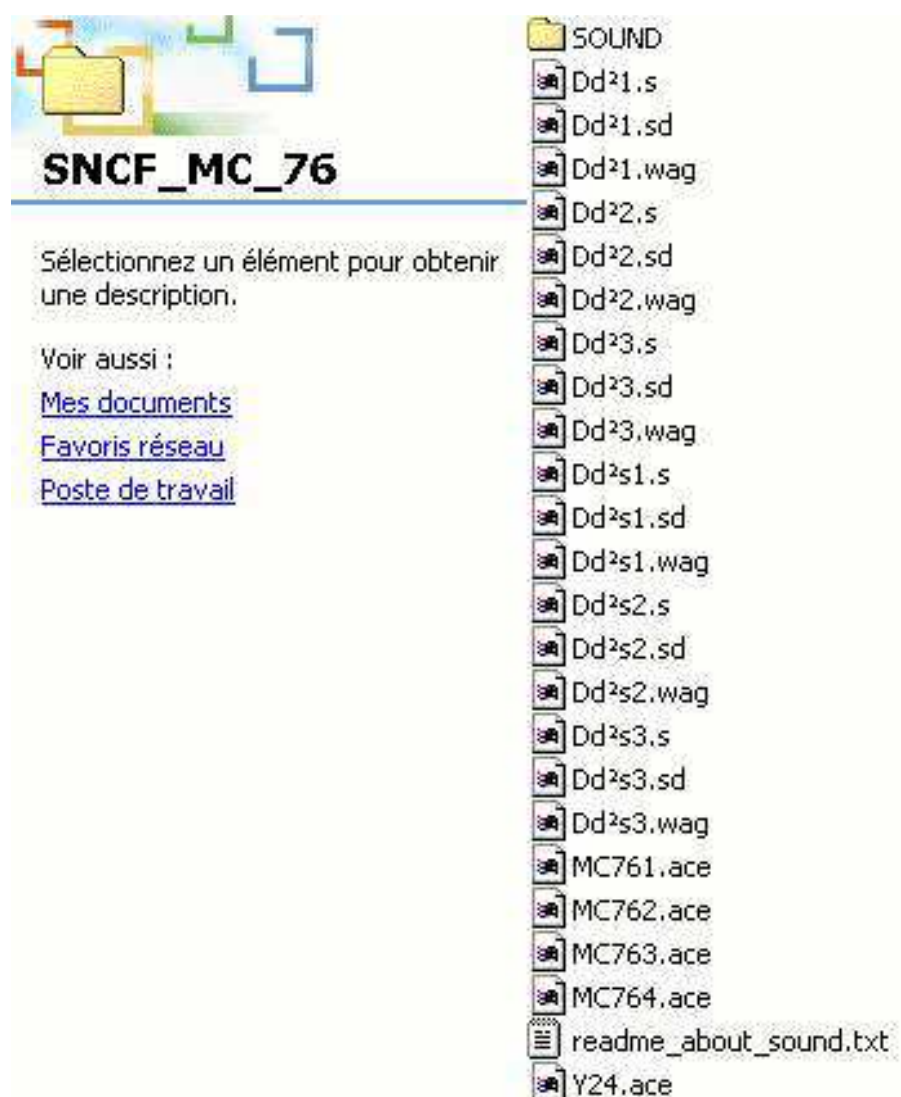 SNCF_MC_76
Sélectionnez un élément pour obtenir
une description.
Voir aussi :
Mes documents
Favoris réseau
Poste de travail
SOUND
Dd²1.s
Dd²1.sd
Dd²1.wag
Dd²2.s
Dd²2.sd
Dd²2.wag
Dd²3.s
Dd²3.sd
Dd²3.wag
Dd²s1.s
Dd²s1.sd
Dd²s1.wag
Dd²s2.s
Dd²s2.sd
Dd²s2.wag
Dd²s3.s
Dd²s3.sd
Dd²s3.wag
MC761.ace
MC762.ace
MC763.ace
MC764.ace
readme_about_sound.txt
Y24.ace